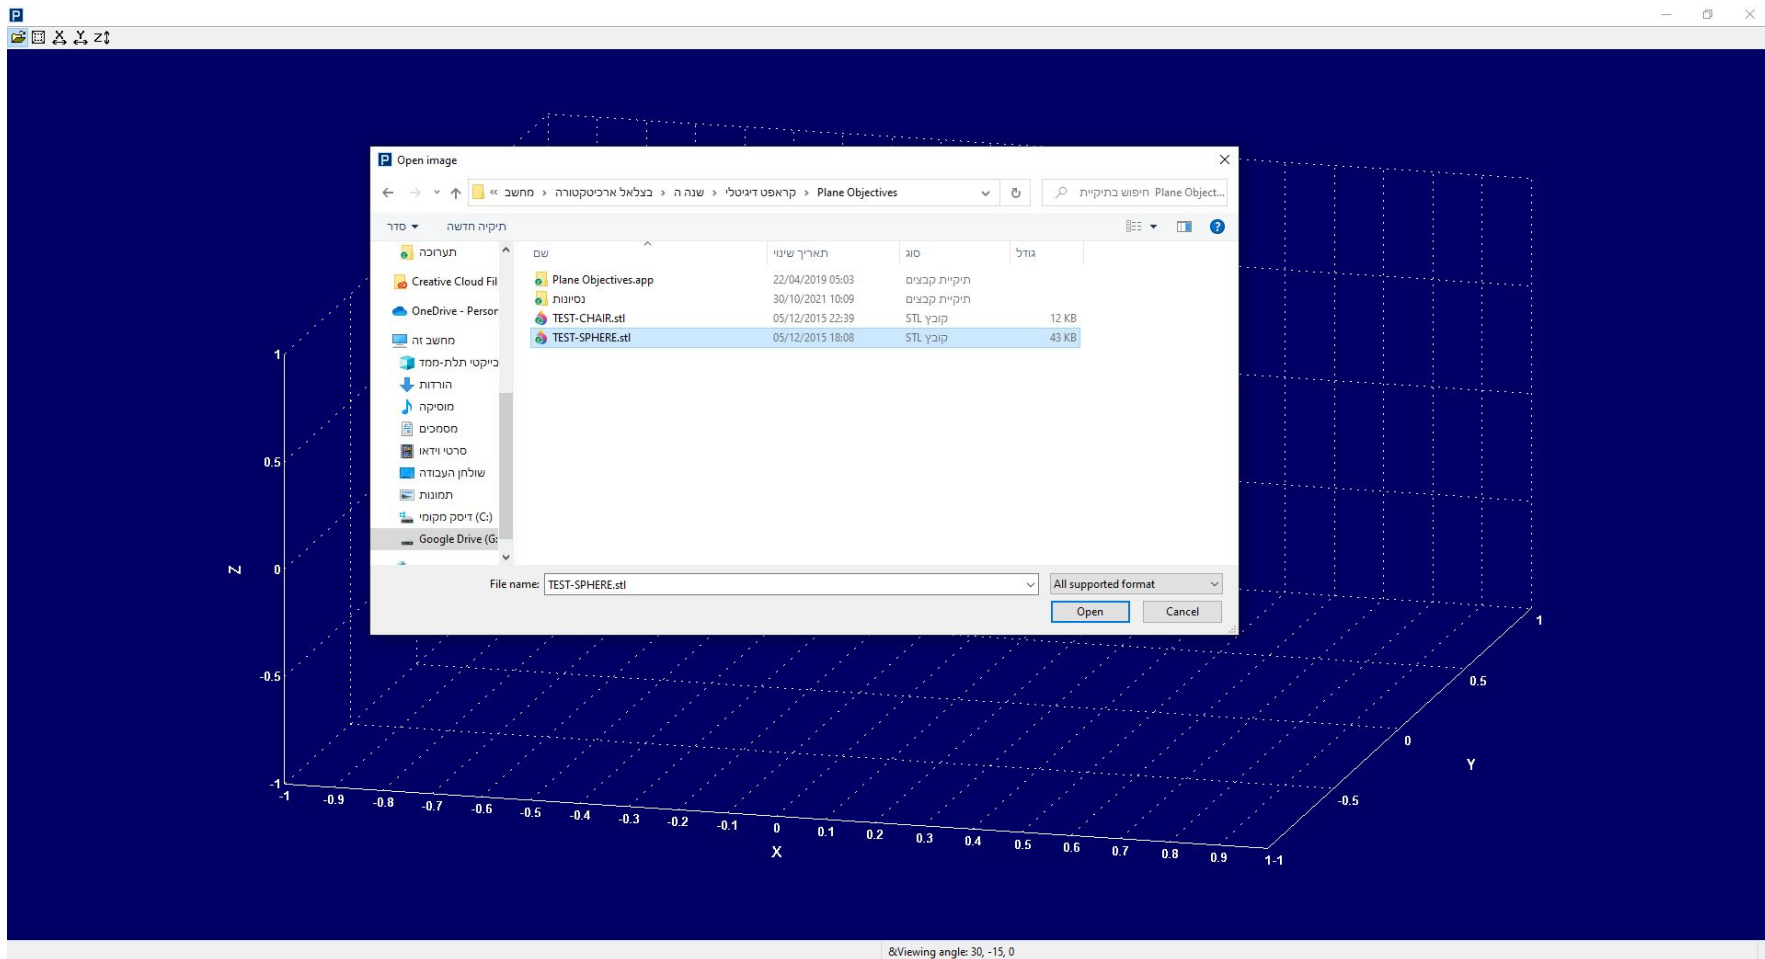 Z↕
Open image
« מחשב › בצלאל ארכיטקטורה › שנה ה › קראפט דיגיטלי › Plane Objectives
חיפוש בתיקיית Plane Object...
סדר
תיקיה חדשה
תערוכה
Creative Cloud Fil
OneDrive - Persor
מחשב זה
בייקטי תלת-ממד
הורדות
מוסיקה
מסמכים
סרטי וידאו
שולחן העבודה
תמונות
דיסק מקומי (C:)
Google Drive (G:
שם תאריך שינוי סוג גודל
Plane Objectives.app 22/04/2019 05:03 תיקיית קבצים
נסיונות 30/10/2021 10:09 תיקיית קבצים
TEST-CHAIR.stl 05/12/2015 22:39 קובץ STL 12 KB
TEST-SPHERE.stl 05/12/2015 18:08 קובץ STL 43 KB
File name: TEST-SPHERE.stl All supported format
Open Cancel
1
0.5
Z 0
-0.5
-1
-1 -0.9 -0.8 -0.7 -0.6 -0.5 -0.4 -0.3 -0.2 -0.1 0 0.1 0.2 0.3 0.4 0.5 0.6 0.7 0.8 0.9 1
X
-1
-0.5
0
0.5
1
Y
&Viewing angle: 30, -15, 0